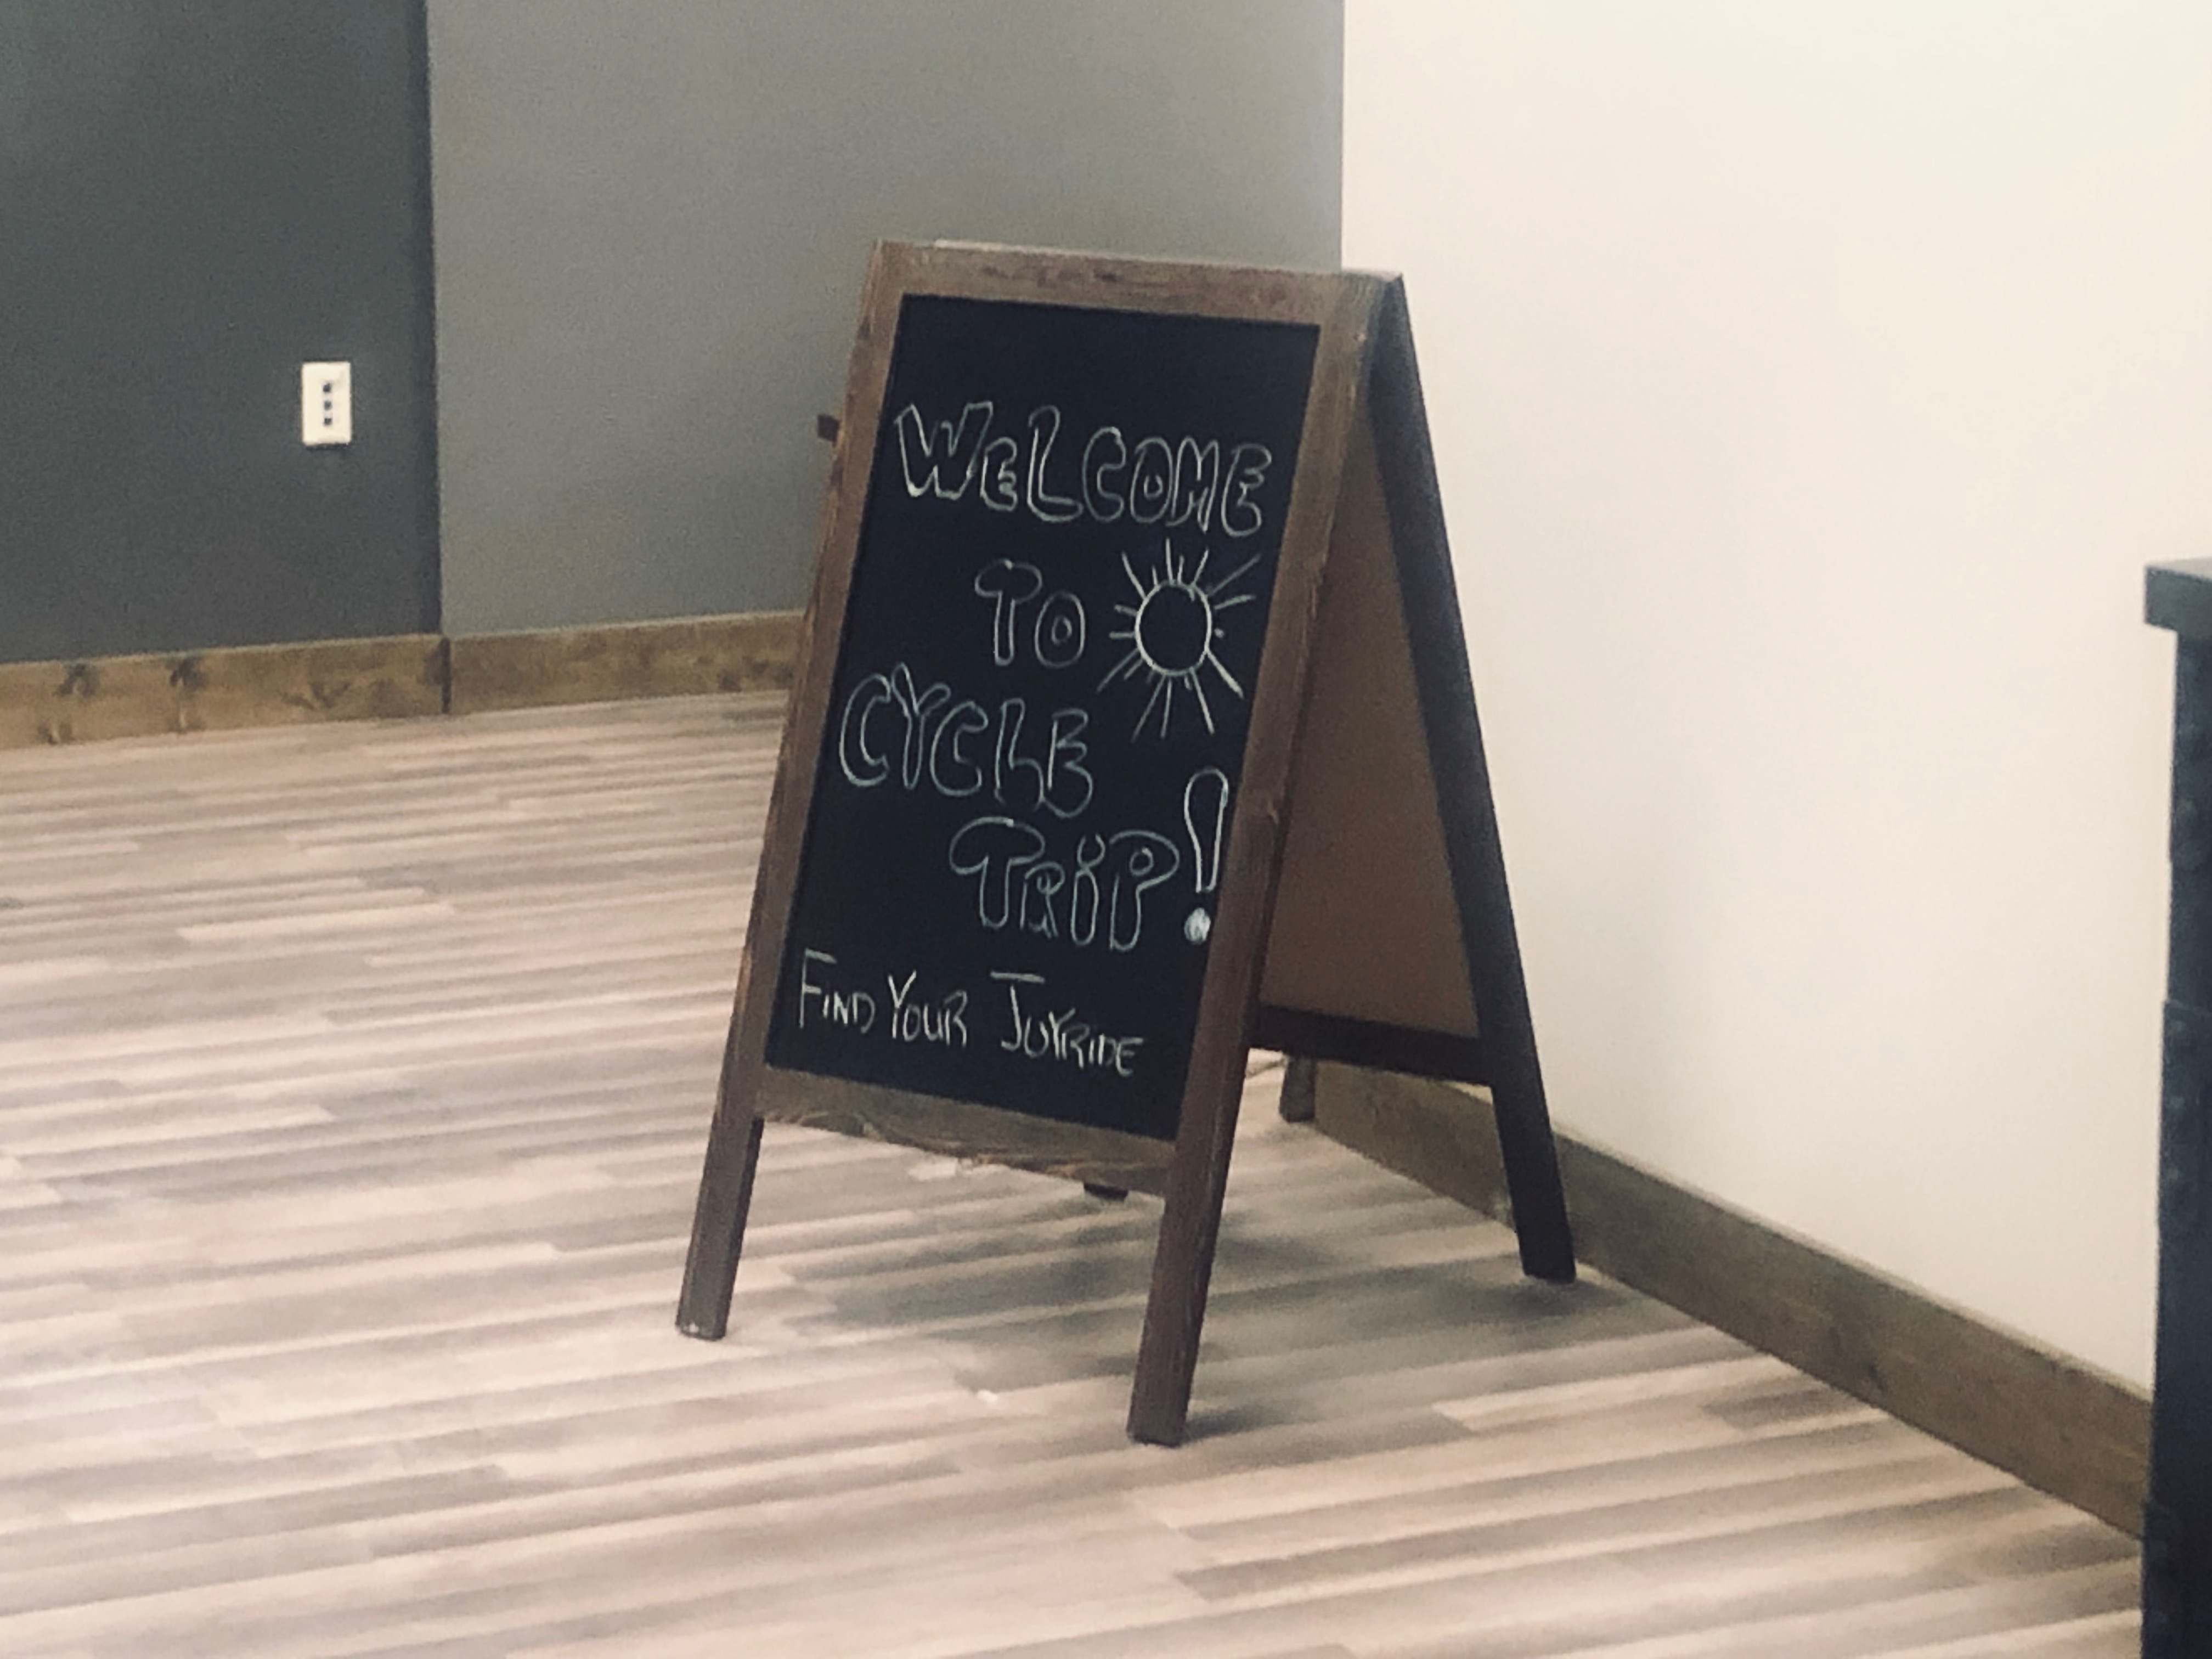 WELCOME
TO
CYCLE
TRiP!
FIND YOUR JOYRIDE